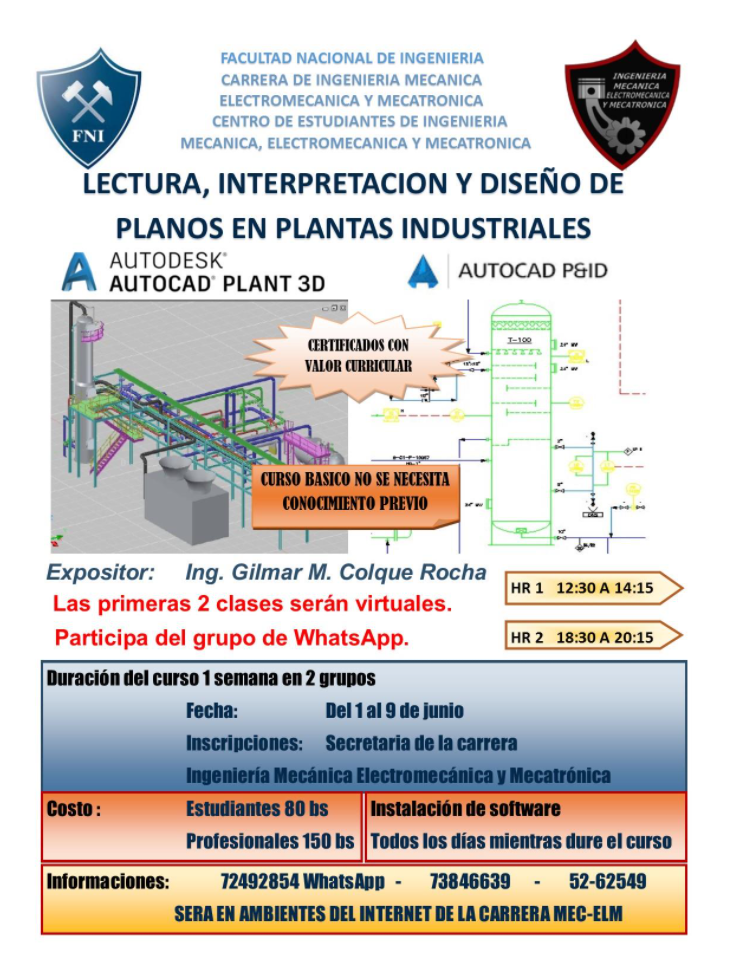 FACULTAD NACIONAL DE INGENIERIA
CARRERA DE INGENIERIA MECANICA
ELECTROMECANICA Y MECATRONICA
CENTRO DE ESTUDIANTES DE INGENIERIA
MECANICA, ELECTROMECANICA Y MECATRONICA
FNI
INGENIERIA
MECANICA
ELECTROMECANICA
Y MECATRONICA
LECTURA, INTERPRETACION Y DISEÑO DE
PLANOS EN PLANTAS INDUSTRIALES
AUTODESK®
AUTOCAD® PLANT 3D
AUTOCAD P&ID
CERTIFICADOS CON
VALOR CURRICULAR
T-100
CURSO BASICO NO SE NECESITA
CONOCIMIENTO PREVIO
Expositor: Ing. Gilmar M. Colque Rocha
Las primeras 2 clases serán virtuales.
Participa del grupo de WhatsApp.
HR 1 12:30 A 14:15
HR 2 18:30 A 20:15
Duración del curso 1 semana en 2 grupos
Fecha: Del 1 al 9 de junio
Inscripciones: Secretaria de la carrera
Ingeniería Mecánica Electromecánica y Mecatrónica
Costo : Estudiantes 80 bs
Profesionales 150 bs
Instalación de software
Todos los días mientras dure el curso
Informaciones: 72492854 WhatsApp - 73846639 - 52-62549
SERA EN AMBIENTES DEL INTERNET DE LA CARRERA MEC-ELM